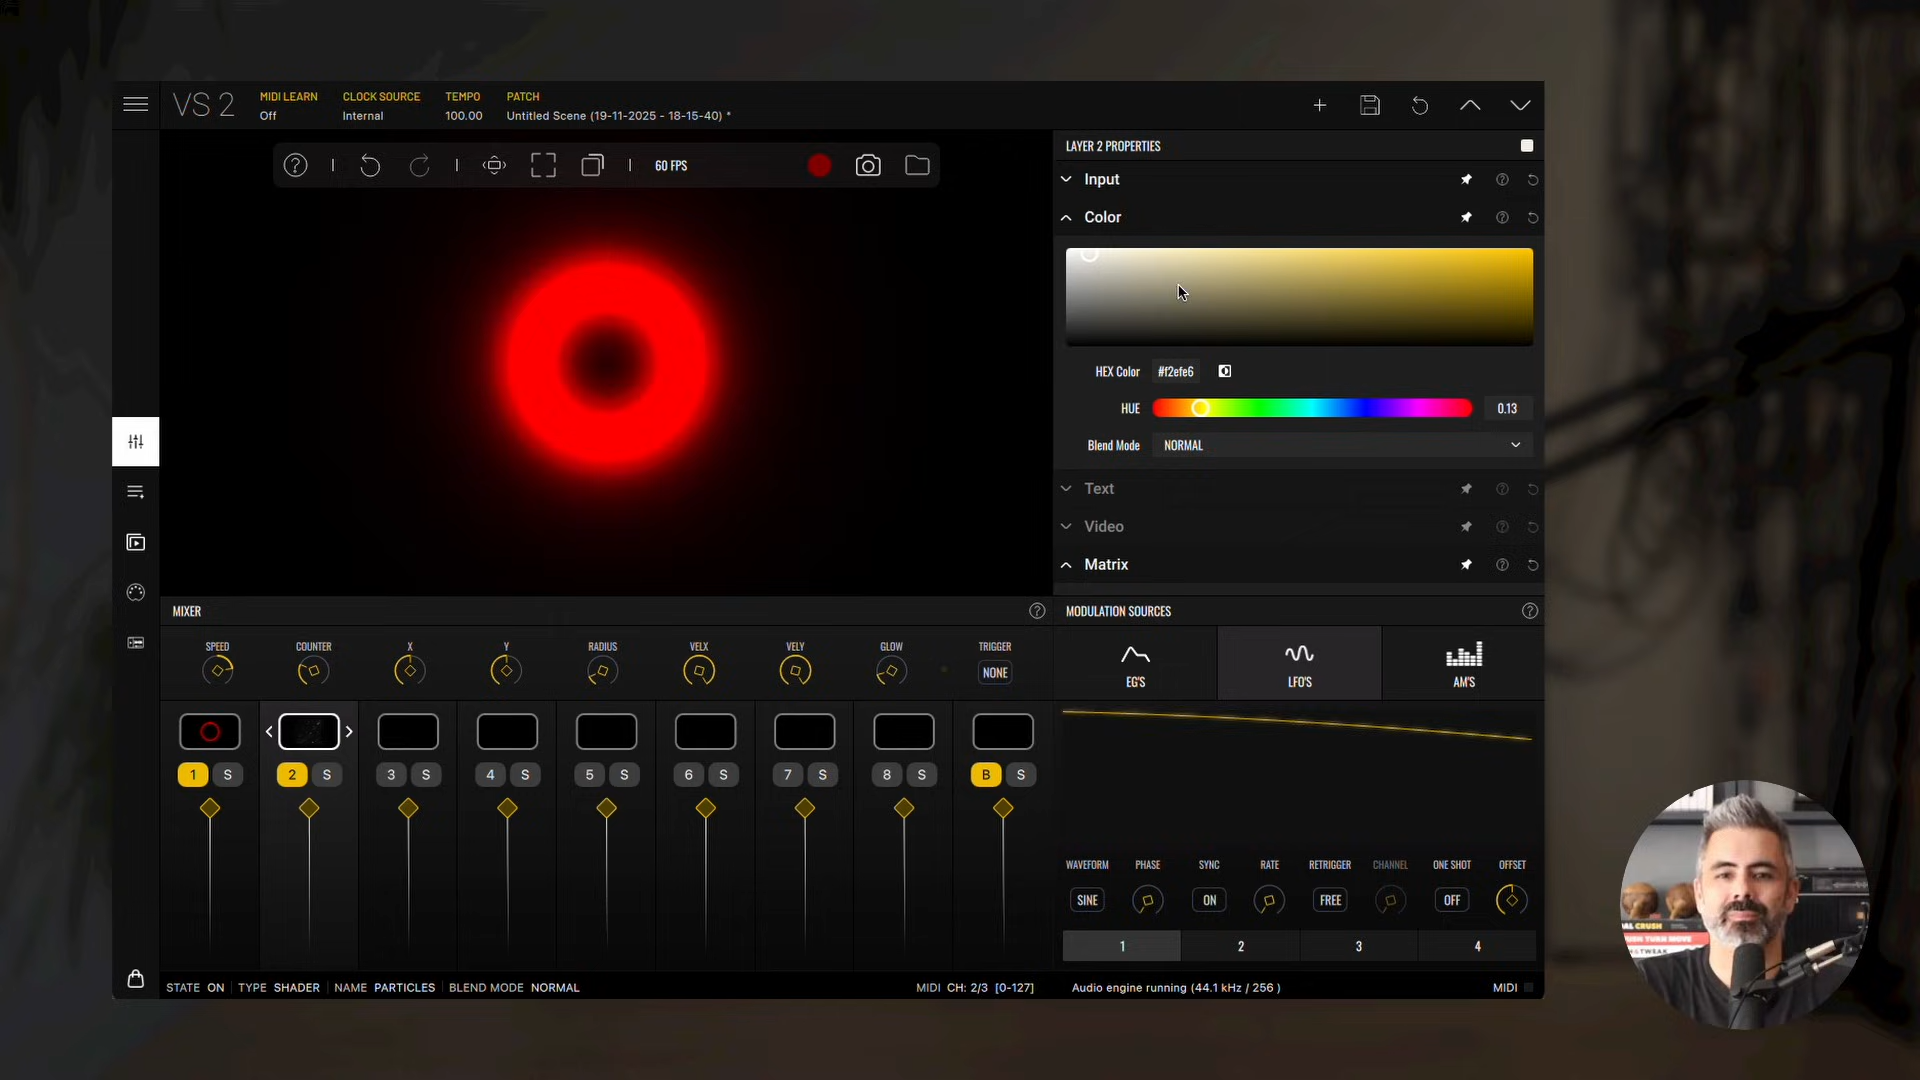 VS 2
MIDI LEARN
Off
CLOCK SOURCE
Internal
TEMPO
100.00
PATCH
Untitled Scene (19-11-2025 - 18-15-40) *
60 FPS
LAYER 2 PROPERTIES
Input
Color
HEX Color #f2efe6
HUE 0.13
Blend Mode NORMAL
Text
Video
Matrix
MIXER
SPEED COUNTER X Y RADIUS VELX VELY GLOW TRIGGER
NONE
1 S 2 S 3 S 4 S 5 S 6 S 7 S 8 S B S
MODULATION SOURCES
EG'S LFO'S AM'S
WAVEFORM PHASE SYNC RATE RETRIGGER CHANNEL ONE SHOT OFFSET
SINE ON FREE OFF
1 2 3 4
STATE ON TYPE SHADER NAME PARTICLES BLEND MODE NORMAL
MIDI CH: 2/3 [0-127]
Audio engine running (44.1 kHz / 256 )
MIDI